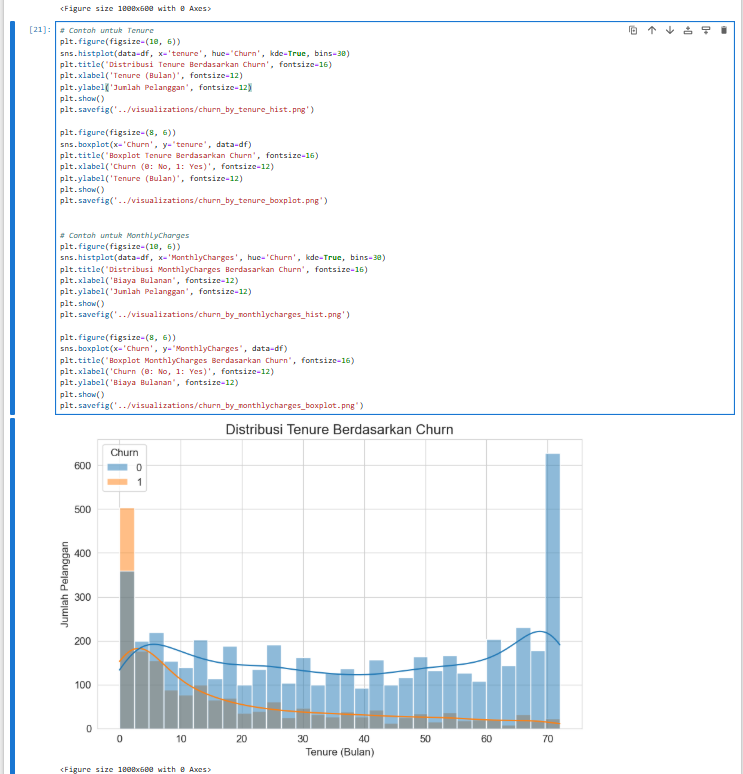 <Figure size 1000x600 with 0 Axes>
[21]:
# Contoh untuk Tenure
plt.figure(figsize=(10, 6))
sns.histplot(data=df, x='tenure', hue='Churn', kde=True, bins=30)
plt.title('Distribusi Tenure Berdasarkan Churn', fontsize=16)
plt.xlabel('Tenure (Bulan)', fontsize=12)
plt.ylabel('Jumlah Pelanggan', fontsize=12)
plt.show()
plt.savefig('../visualizations/churn_by_tenure_hist.png')
plt.figure(figsize=(8, 6))
sns.boxplot(x='Churn', y='tenure', data=df)
plt.title('Boxplot Tenure Berdasarkan Churn', fontsize=16)
plt.xlabel('Churn (0: No, 1: Yes)', fontsize=12)
plt.ylabel('Tenure (Bulan)', fontsize=12)
plt.show()
plt.savefig('../visualizations/churn_by_tenure_boxplot.png')
# Contoh untuk MonthlyCharges
plt.figure(figsize=(10, 6))
sns.histplot(data=df, x='MonthlyCharges', hue='Churn', kde=True, bins=30)
plt.title('Distribusi MonthlyCharges Berdasarkan Churn', fontsize=16)
plt.xlabel('Biaya Bulanan', fontsize=12)
plt.ylabel('Jumlah Pelanggan', fontsize=12)
plt.show()
plt.savefig('../visualizations/churn_by_monthlycharges_hist.png')
plt.figure(figsize=(8, 6))
sns.boxplot(x='Churn', y='MonthlyCharges', data=df)
plt.title('Boxplot MonthlyCharges Berdasarkan Churn', fontsize=16)
plt.xlabel('Churn (0: No, 1: Yes)', fontsize=12)
plt.ylabel('Biaya Bulanan', fontsize=12)
plt.show()
plt.savefig('../visualizations/churn_by_monthlycharges_boxplot.png')
Distribusi Tenure Berdasarkan Churn
Churn
0
1
600
500
400
300
200
100
0
Jumlah Pelanggan
0 10 20 30 40 50 60 70
Tenure (Bulan)
<Figure size 1000x600 with 0 Axes>